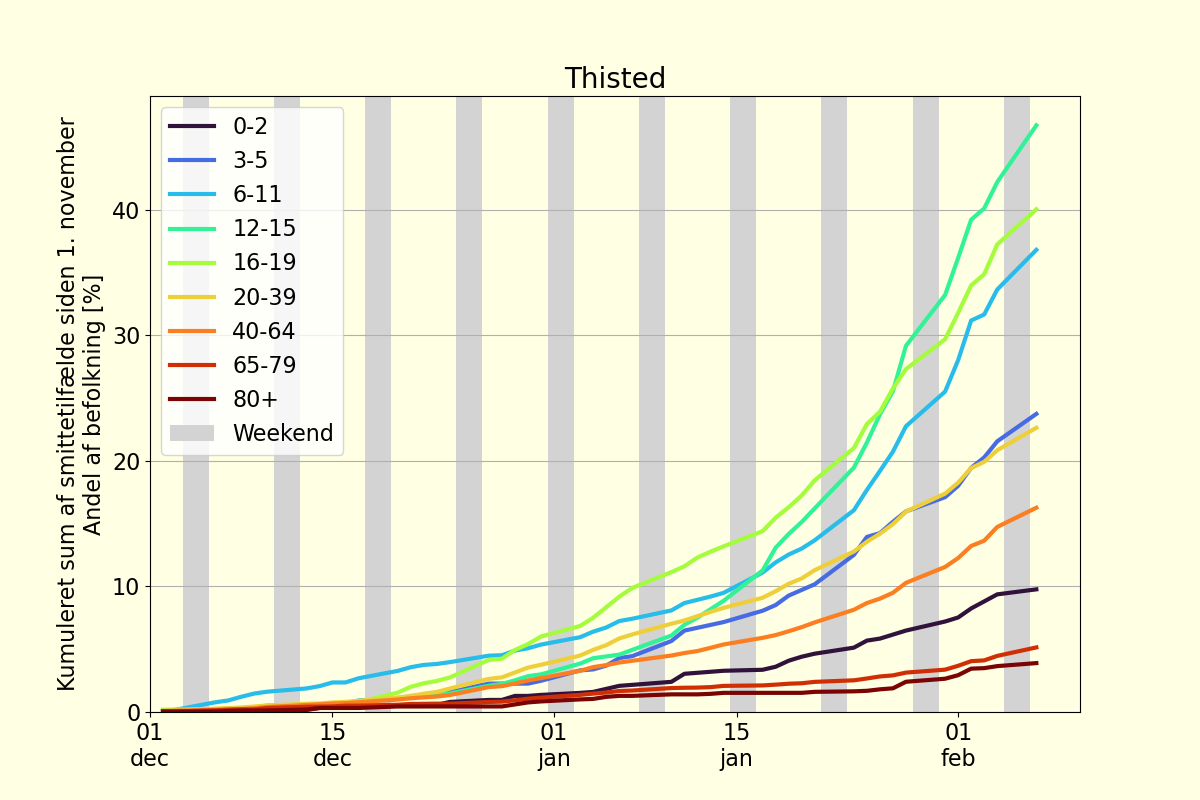 Thisted
Kumuleret sum af smittetilfælde siden 1. november
Andel af befolkning [%]
40
30
20
10
0
0-2
3-5
6-11
12-15
16-19
20-39
40-64
65-79
80+
Weekend
01
dec
15
dec
01
jan
15
jan
01
feb